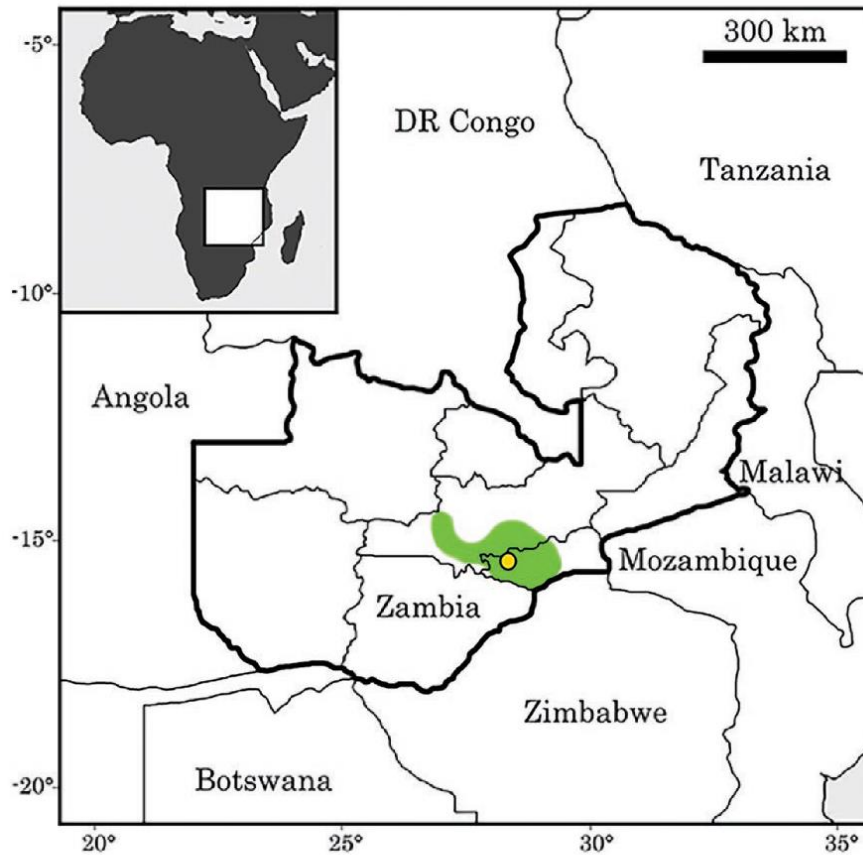 -5°
300 km
DR Congo
Tanzania
-10°
Angola
Malawi
-15°
Mozambique
Zambia
Zimbabwe
-20°
Botswana
20°
25°
30°
35°